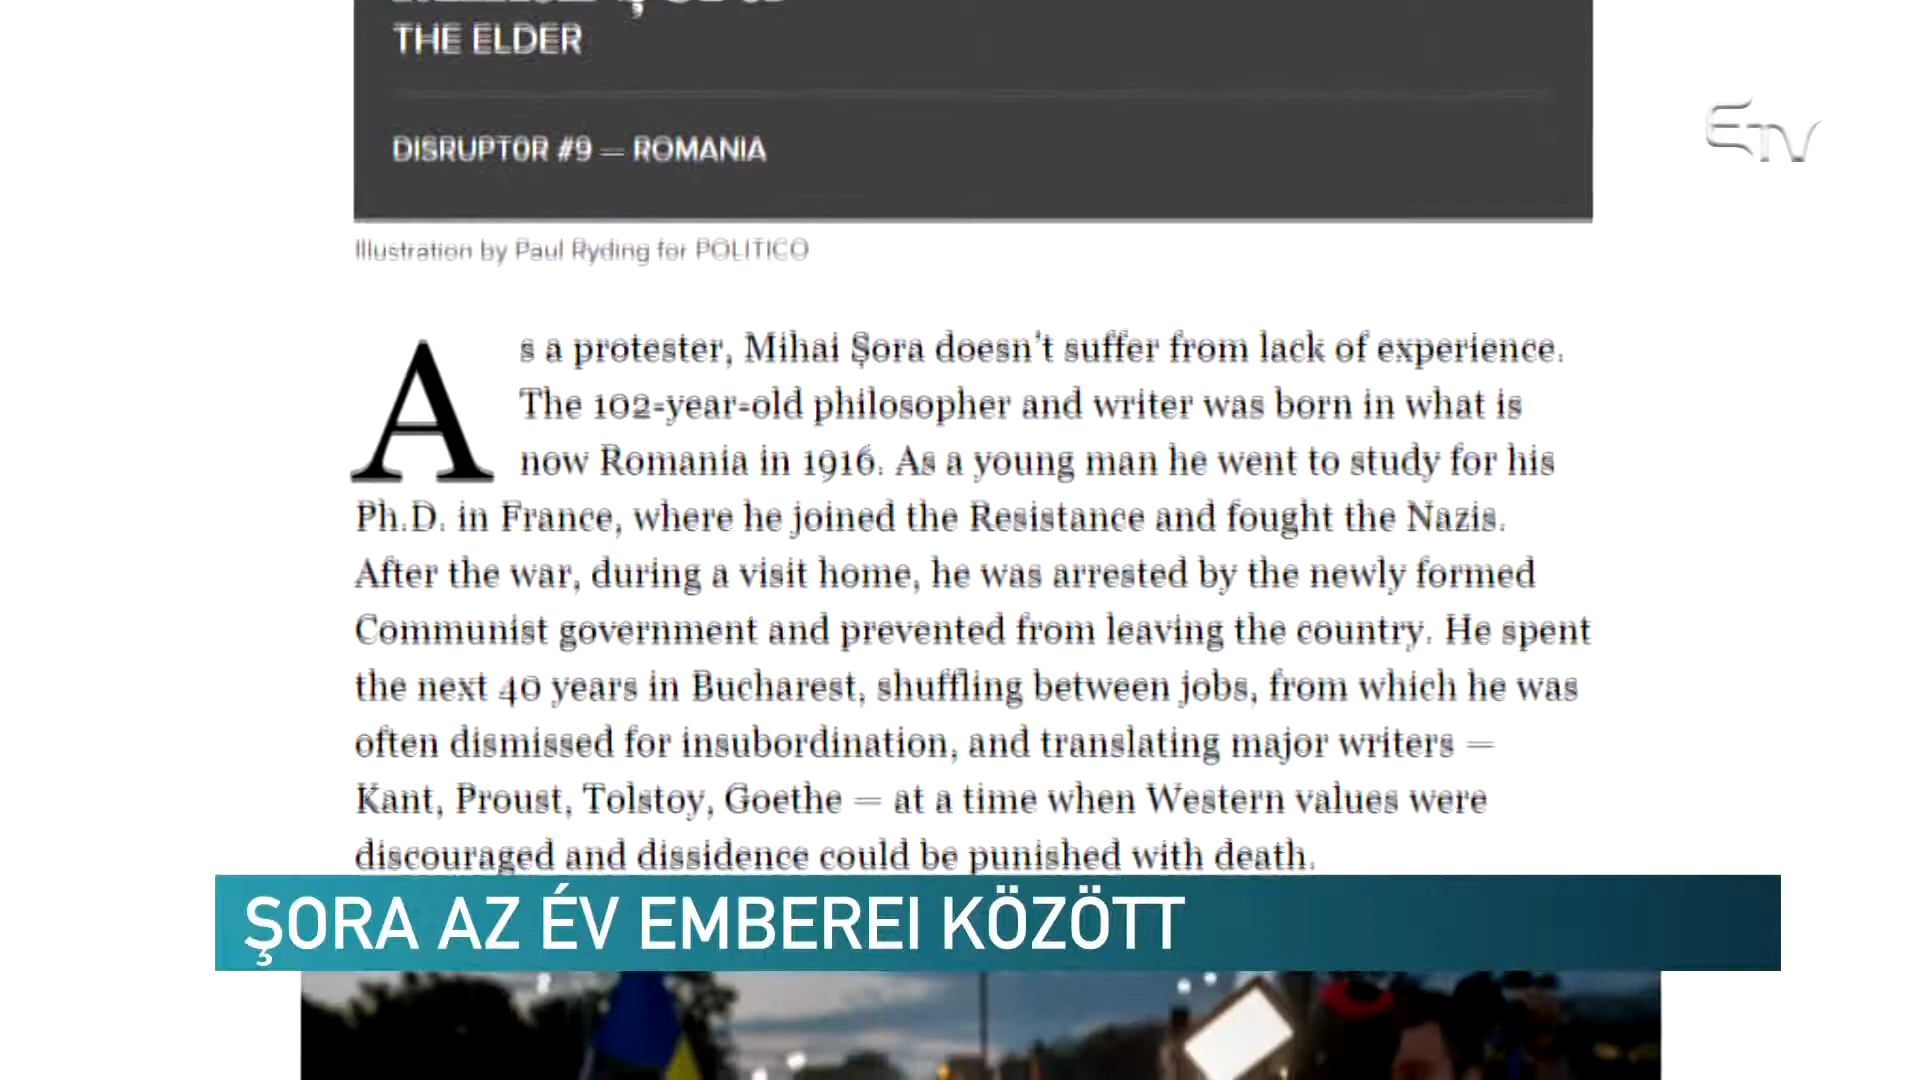 THE ELDER
DISRUPTOR #9 — ROMANIA
ETV
Illustration by Paul Ryding for POLITICO
As a protester, Mihai Şora doesn't suffer from lack of experience.
The 102-year-old philosopher and writer was born in what is
now Romania in 1916. As a young man he went to study for his
Ph.D. in France, where he joined the Resistance and fought the Nazis.
After the war, during a visit home, he was arrested by the newly formed
Communist government and prevented from leaving the country. He spent
the next 40 years in Bucharest, shuffling between jobs, from which he was
often dismissed for insubordination, and translating major writers —
Kant, Proust, Tolstoy, Goethe — at a time when Western values were
discouraged and dissidence could be punished with death.
ŞORA AZ ÉV EMBEREI KÖZÖTT